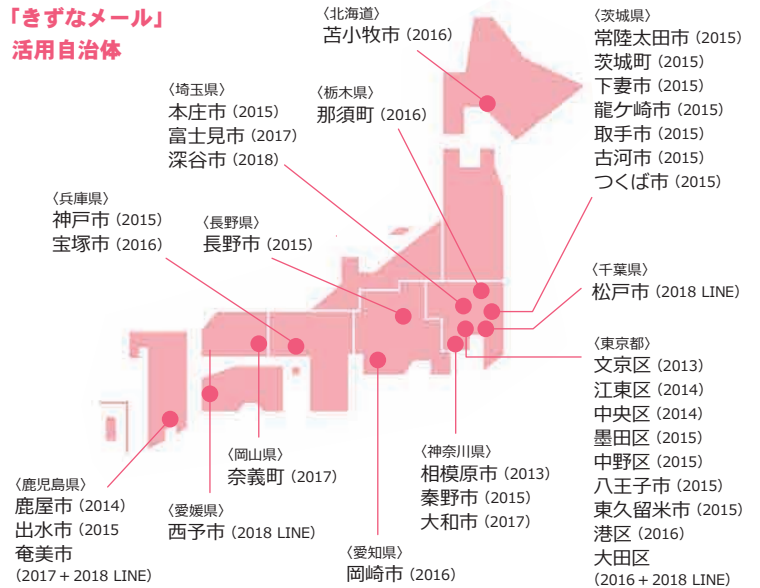 「きずなメール」
活用自治体
〈北海道〉
苫小牧市（2016）
〈茨城県〉
常陸太田市（2015）
茨城町（2015）
下妻市（2015）
龍ケ崎市（2015）
取手市（2015）
古河市（2015）
つくば市（2015）
〈埼玉県〉
本庄市（2015）
富士見市（2017）
深谷市（2018）
〈栃木県〉
那須町（2016）
〈兵庫県〉
神戸市（2015）
宝塚市（2016）
〈長野県〉
長野市（2015）
〈千葉県〉
松戸市（2018 LINE）
〈東京都〉
文京区（2013）
江東区（2014）
中央区（2014）
墨田区（2015）
中野区（2015）
八王子市（2015）
東久留米市（2015）
港区（2016）
大田区
（2016＋2018 LINE）
〈岡山県〉
奈義町（2017）
〈神奈川県〉
相模原市（2013）
秦野市（2015）
大和市（2017）
〈鹿児島県〉
鹿屋市（2014）
出水市（2015
奄美市
（2017＋2018 LINE）
〈愛媛県〉
西予市（2018 LINE）
〈愛知県〉
岡崎市（2016）